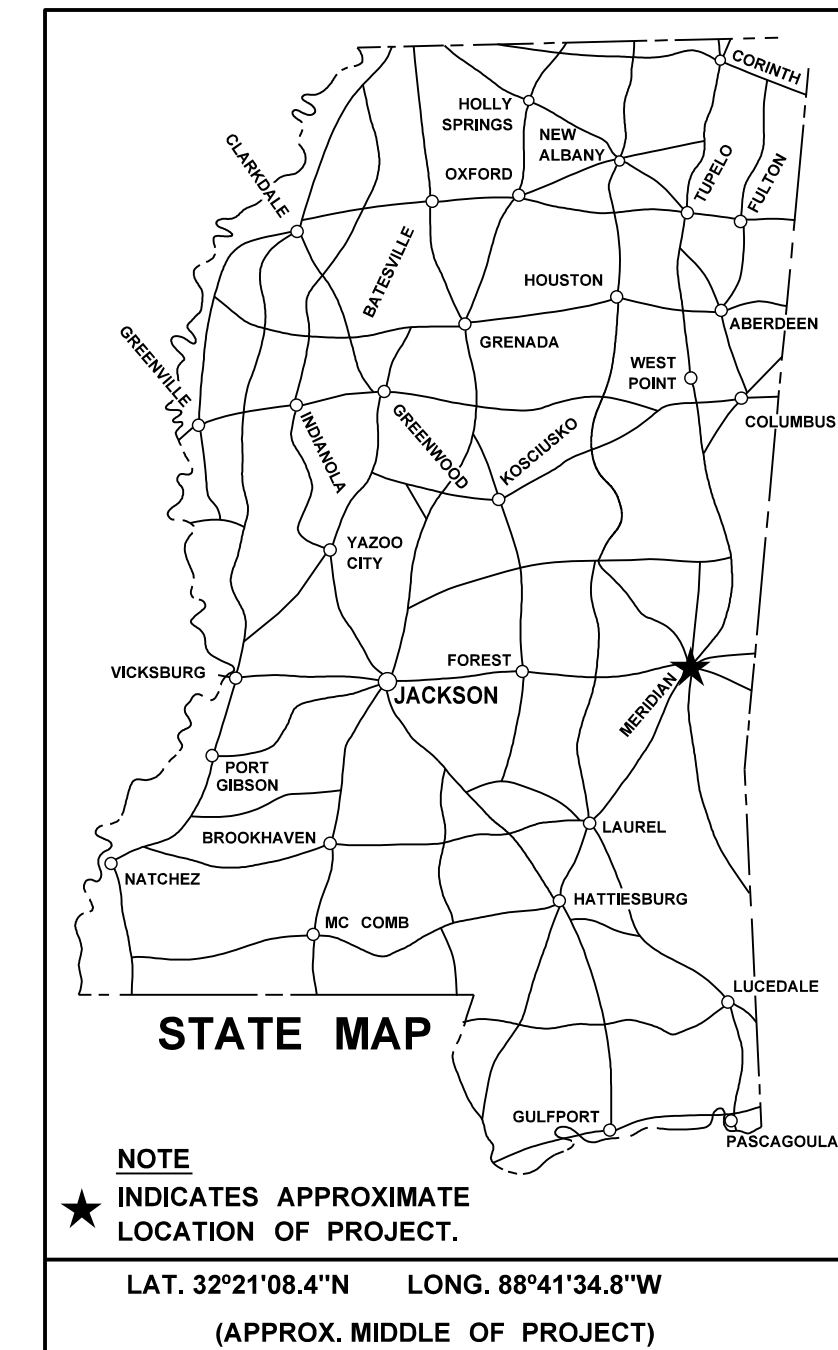 CORINTH
HOLLY
SPRINGS
NEW
ALBANY
CLARKDALE
OXFORD
TUPELO
FULTON
BATESVILLE
HOUSTON
ABERDEEN
GREENVILLE
GRENADA
WEST
POINT
COLUMBUS
INDIANOLA
GREENWOOD
KOSCIUSKO
YAZOO
CITY
VICKSBURG
FOREST
JACKSON
MERIDIAN
PORT
GIBSON
BROOKHAVEN
LAUREL
NATCHEZ
HATTIESBURG
MC COMB
LUCEDALE
STATE MAP
GULFPORT
PASCAGOULA
NOTE
INDICATES APPROXIMATE
LOCATION OF PROJECT.
LAT. 32º21'08.4"N LONG. 88º41'34.8"W
(APPROX. MIDDLE OF PROJECT)